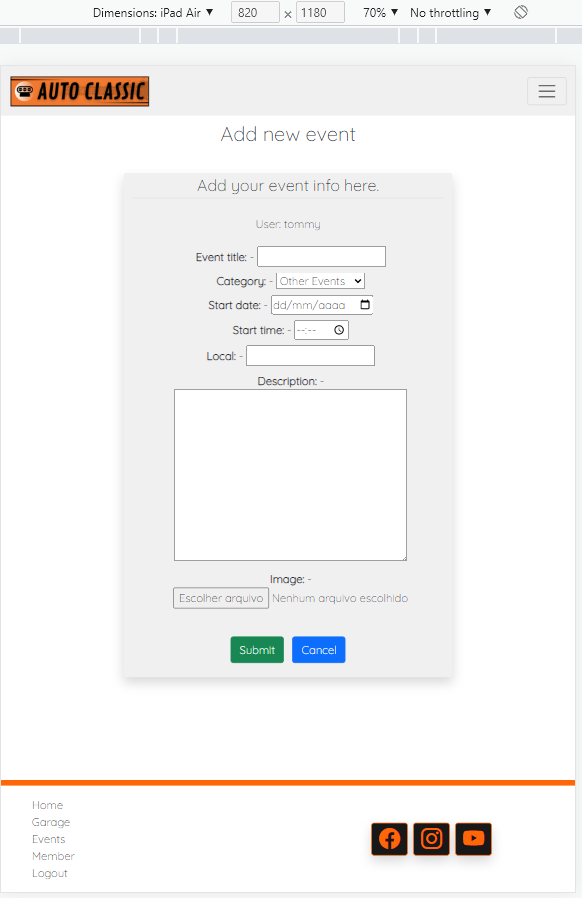 Dimensions: iPad Air ▼ 820 × 1180 70% ▼ No throttling ▼
AUTO CLASSIC
Add new event
Add your event info here.
User: tommy
Event title: -
Category: - Other Events
Start date: - dd/mm/aaaa
Start time: - --:--
Local: -
Description: -
Image: -
Escolher arquivo Nenhum arquivo escolhido
Submit Cancel
Home
Garage
Events
Member
Logout